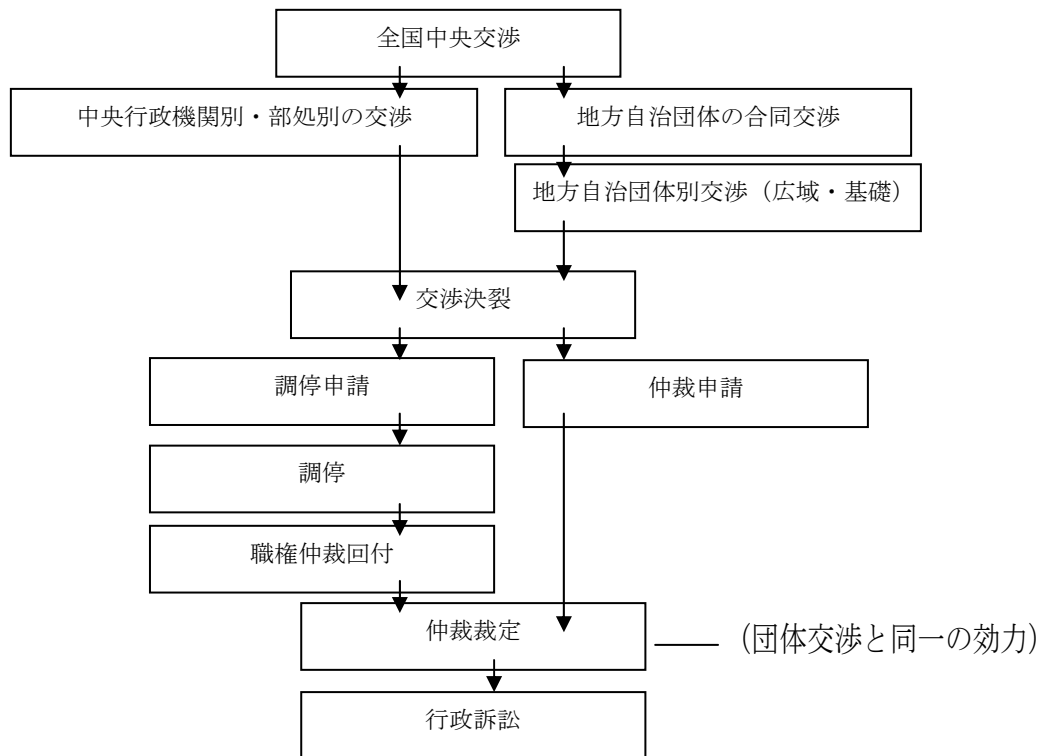 全国中央交渉
中央行政機関別・部処別の交渉
地方自治団体の合同交渉
地方自治団体別交渉（広域・基礎）
交渉決裂
調停申請
仲裁申請
調停
職権仲裁回付
仲裁裁定
(団体交渉と同一の効力)
行政訴訟